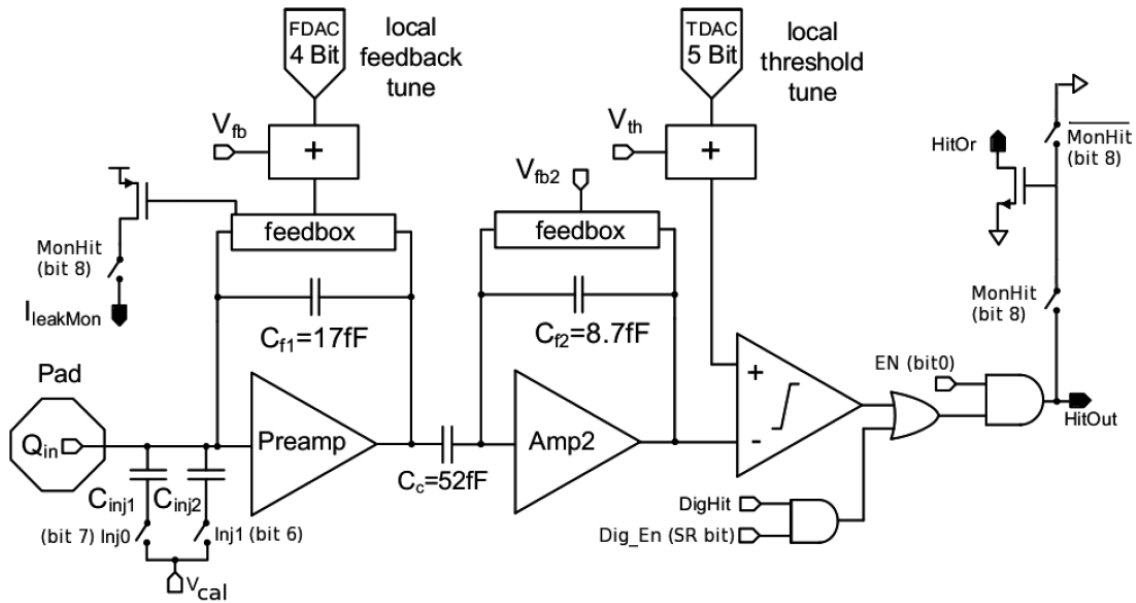 FDAC
4 Bit
local
feedback
tune
TDAC
5 Bit
local
threshold
tune
V_fb
+
V_th
+
MonHit
(bit 8)
HitOr
V_fb2
feedbox
feedbox
MonHit
(bit 8)
I_leakMon
C_f1=17fF
C_f2=8.7fF
MonHit
(bit 8)
Pad
EN (bit0)
+
Q_in
Preamp
Amp2
-
HitOut
C_inj1
C_inj2
C_c=52fF
(bit 7) Inj0
Inj1 (bit 6)
DigHit
Dig_En (SR bit)
V_cal